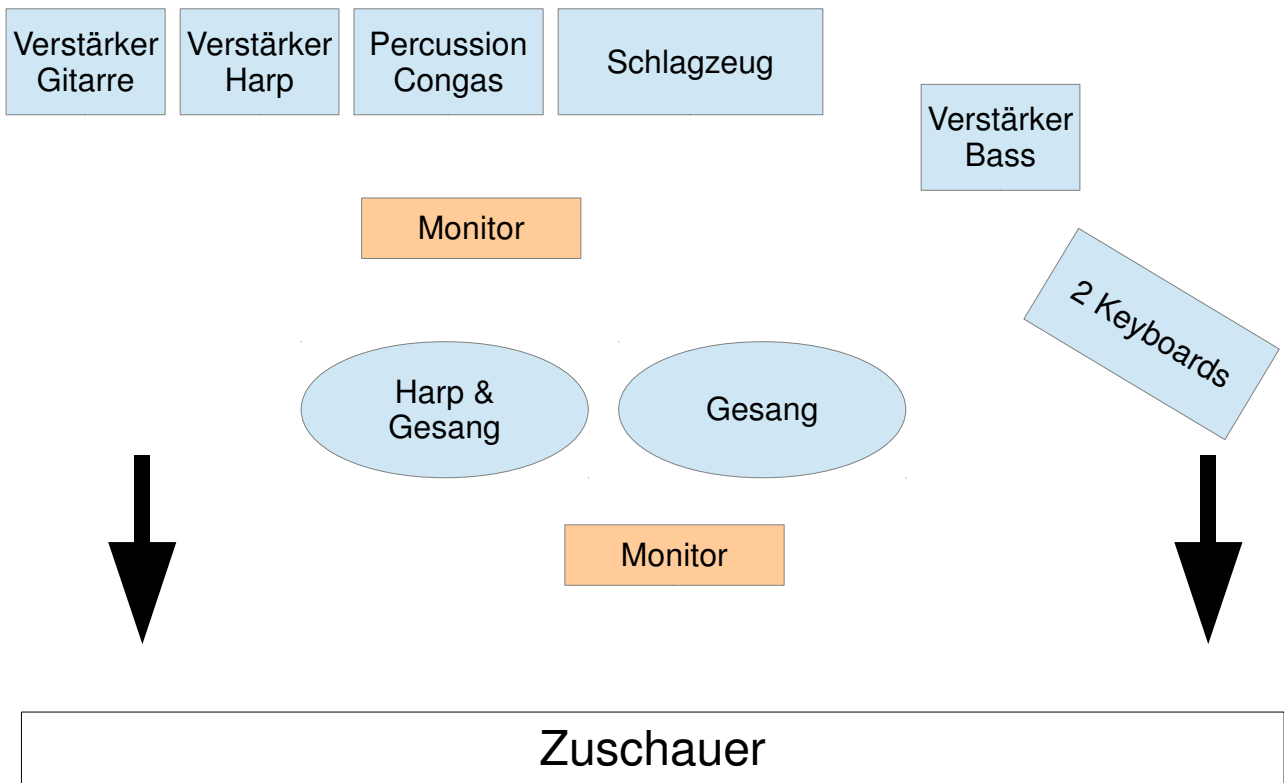 Verstärker
Gitarre
Verstärker
Harp
Percussion
Congas
Schlagzeug
Verstärker
Bass
Monitor
2 Keyboards
Harp &
Gesang
Gesang
Monitor
Zuschauer